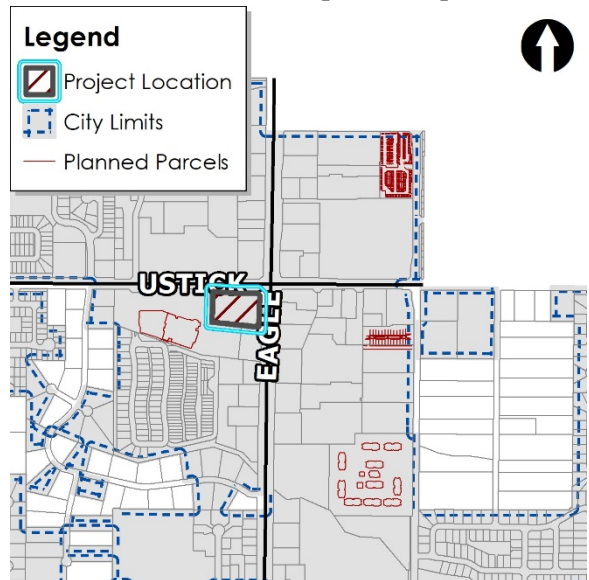 Legend
Project Location
City Limits
Planned Parcels
USTICK
EAGLE